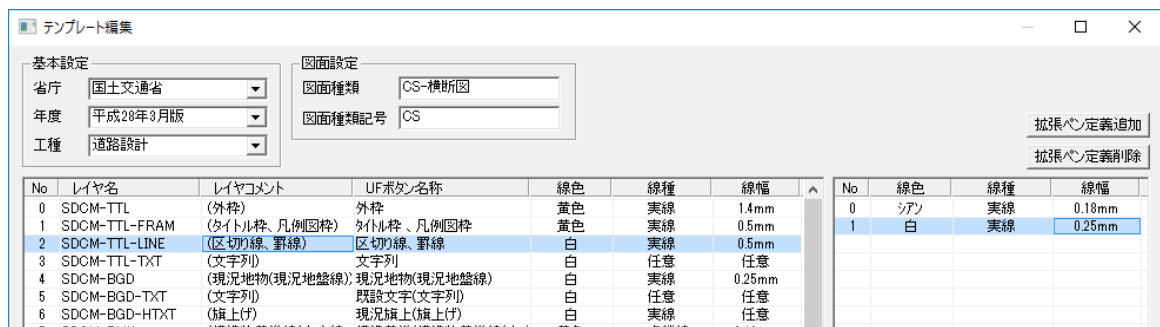 テンプレート編集
基本設定
省庁 国土交通省
年度 平成28年3月版
工種 道路設計
図面設定
図面種類 CS-横断図
図面種類記号 CS
拡張ペン定義追加
拡張ペン定義削除
No レイヤ名 レイヤコメント UFボタン名称 線色 線種 線幅
0 SDCM-TTL (外枠) 外枠 黄色 実線 1.4mm
1 SDCM-TTL-FRAM (タイトル枠、凡例図枠) タイトル枠、凡例図枠 黄色 実線 0.5mm
2 SDCM-TTL-LINE (区切り線、罫線) 区切り線、罫線 白 実線 0.5mm
3 SDCM-TTL-TXT (文字列) 文字列 白 任意 任意
4 SDCM-BGD (現況地物(現況地盤線) 現況地物(現況地盤線) 白 実線 0.25mm
5 SDCM-BGD-TXT (文字列) 既設文字(文字列) 白 任意 任意
6 SDCM-BGD-HTXT (旗上げ) 現況旗上(旗上げ) 白 実線 任意
No 線色 線種 線幅
0 シアン 実線 0.18mm
1 白 実線 0.25mm